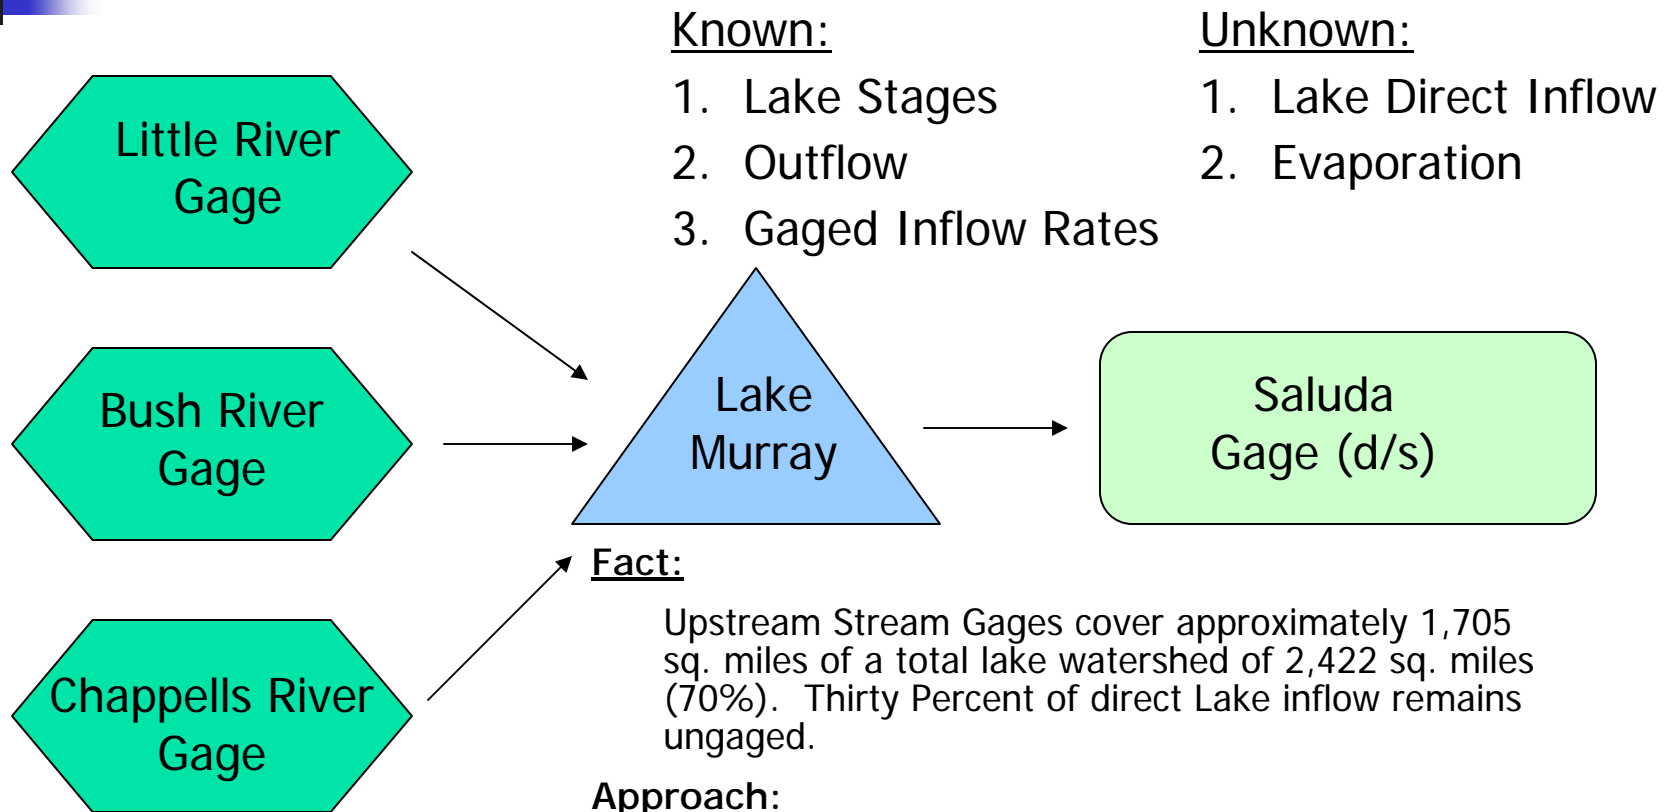 Known:
1. Lake Stages
2. Outflow
3. Gaged Inflow Rates
Unknown:
1. Lake Direct Inflow
2. Evaporation
Little River
Gage
Bush River
Gage
Chappells River
Gage
Lake
Murray
Saluda
Gage (d/s)
Fact:
Upstream Stream Gages cover approximately 1,705
sq. miles of a total lake watershed of 2,422 sq. miles
(70%). Thirty Percent of direct Lake inflow remains
ungaged.
Approach: